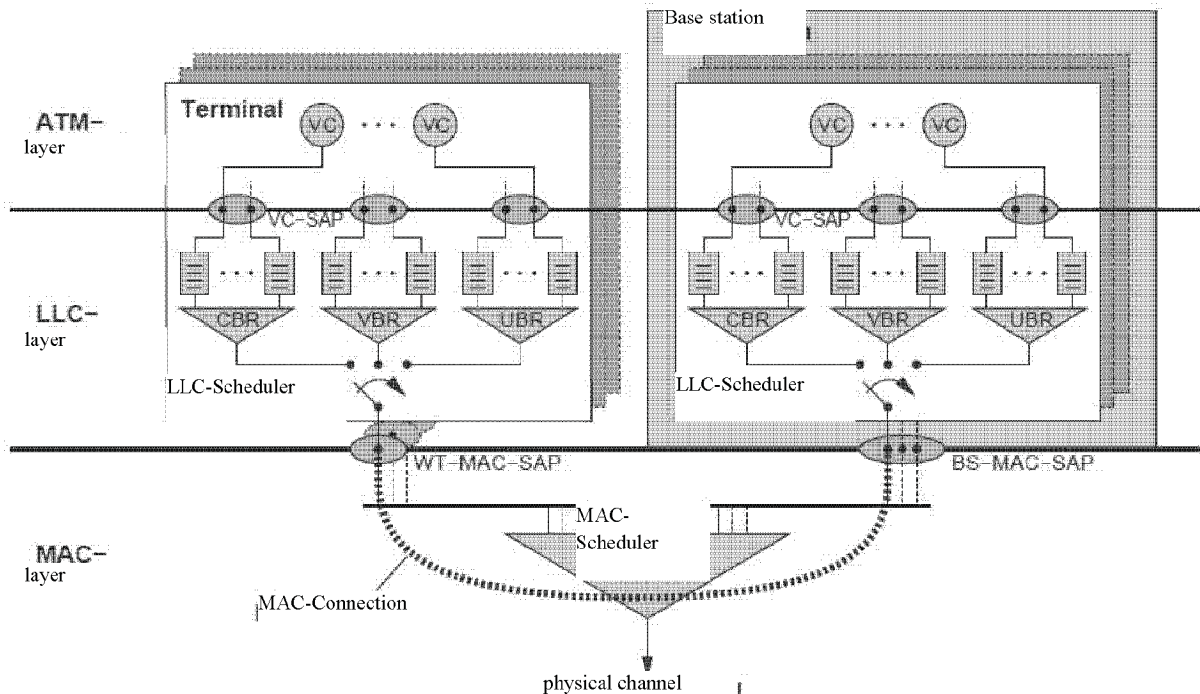 Base station
Terminal
ATM–
layer
VC ··· VC
VC ··· VC
VC–SAP
VC–SAP
LLC–
layer
CBR
VBR
UBR
CBR
VBR
UBR
LLC-Scheduler
LLC-Scheduler
WT–MAC–SAP
BS–MAC–SAP
MAC-
Scheduler
MAC–
layer
MAC-Connection
physical channel